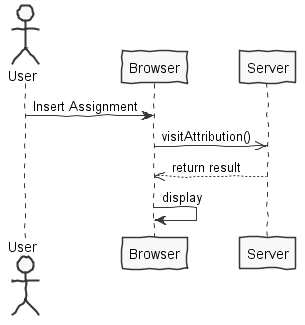 User
Browser
Server
Insert Assignment
visitAttribution()
return result
display
User
Browser
Server